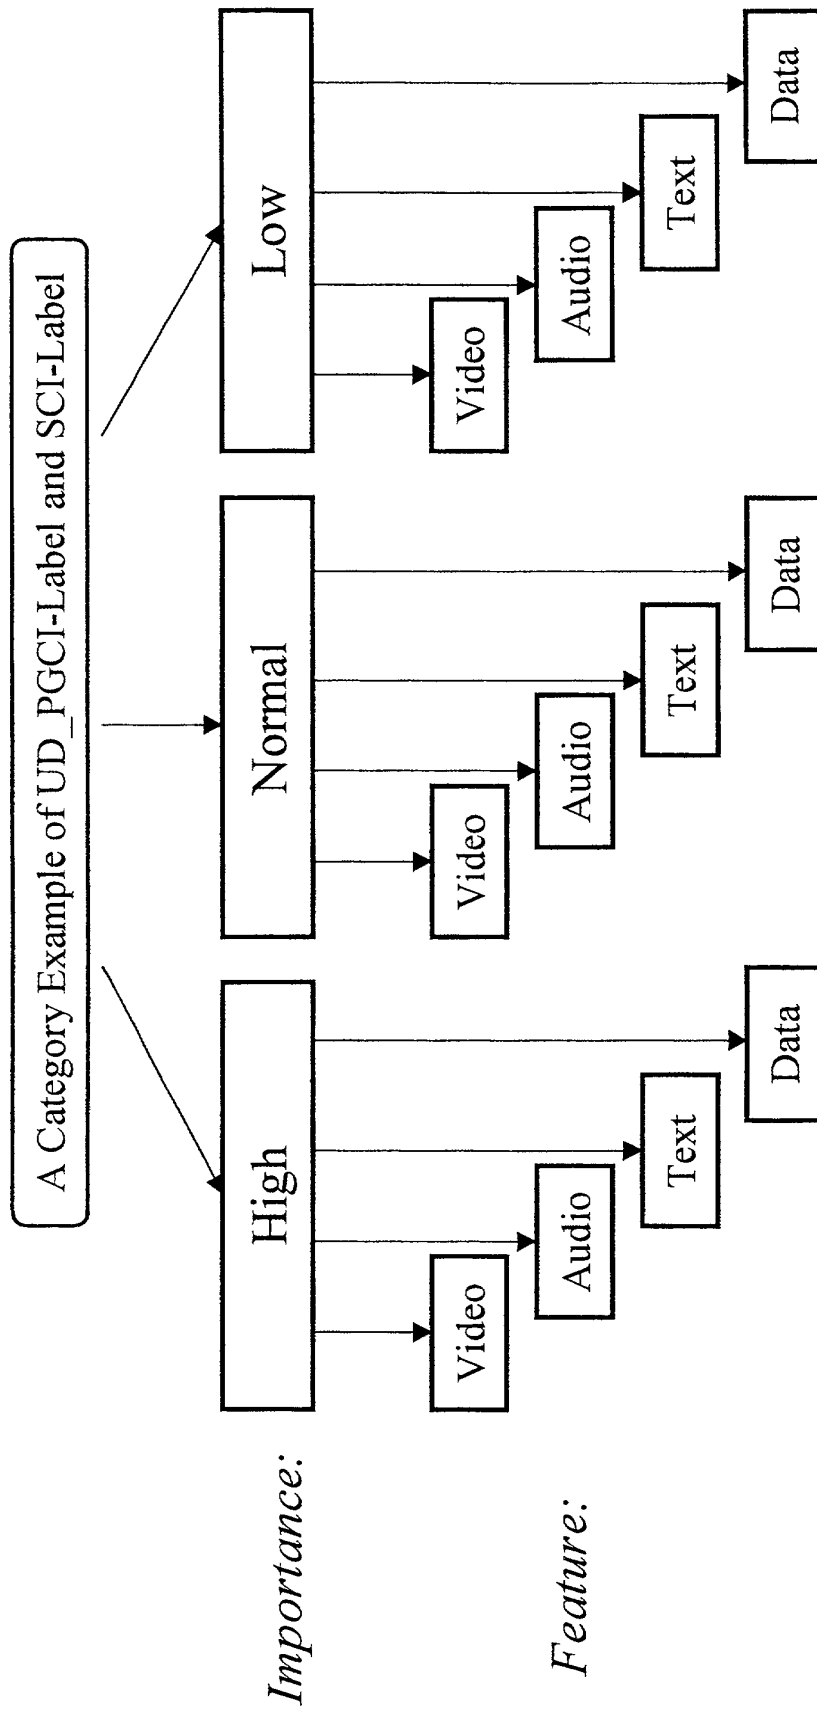 A Category Example of UD_PGCI-Label and SCI-Label
Importance:
High
Normal
Low
Feature:
Video
Audio
Text
Data
Video
Audio
Text
Data
Video
Audio
Text
Data